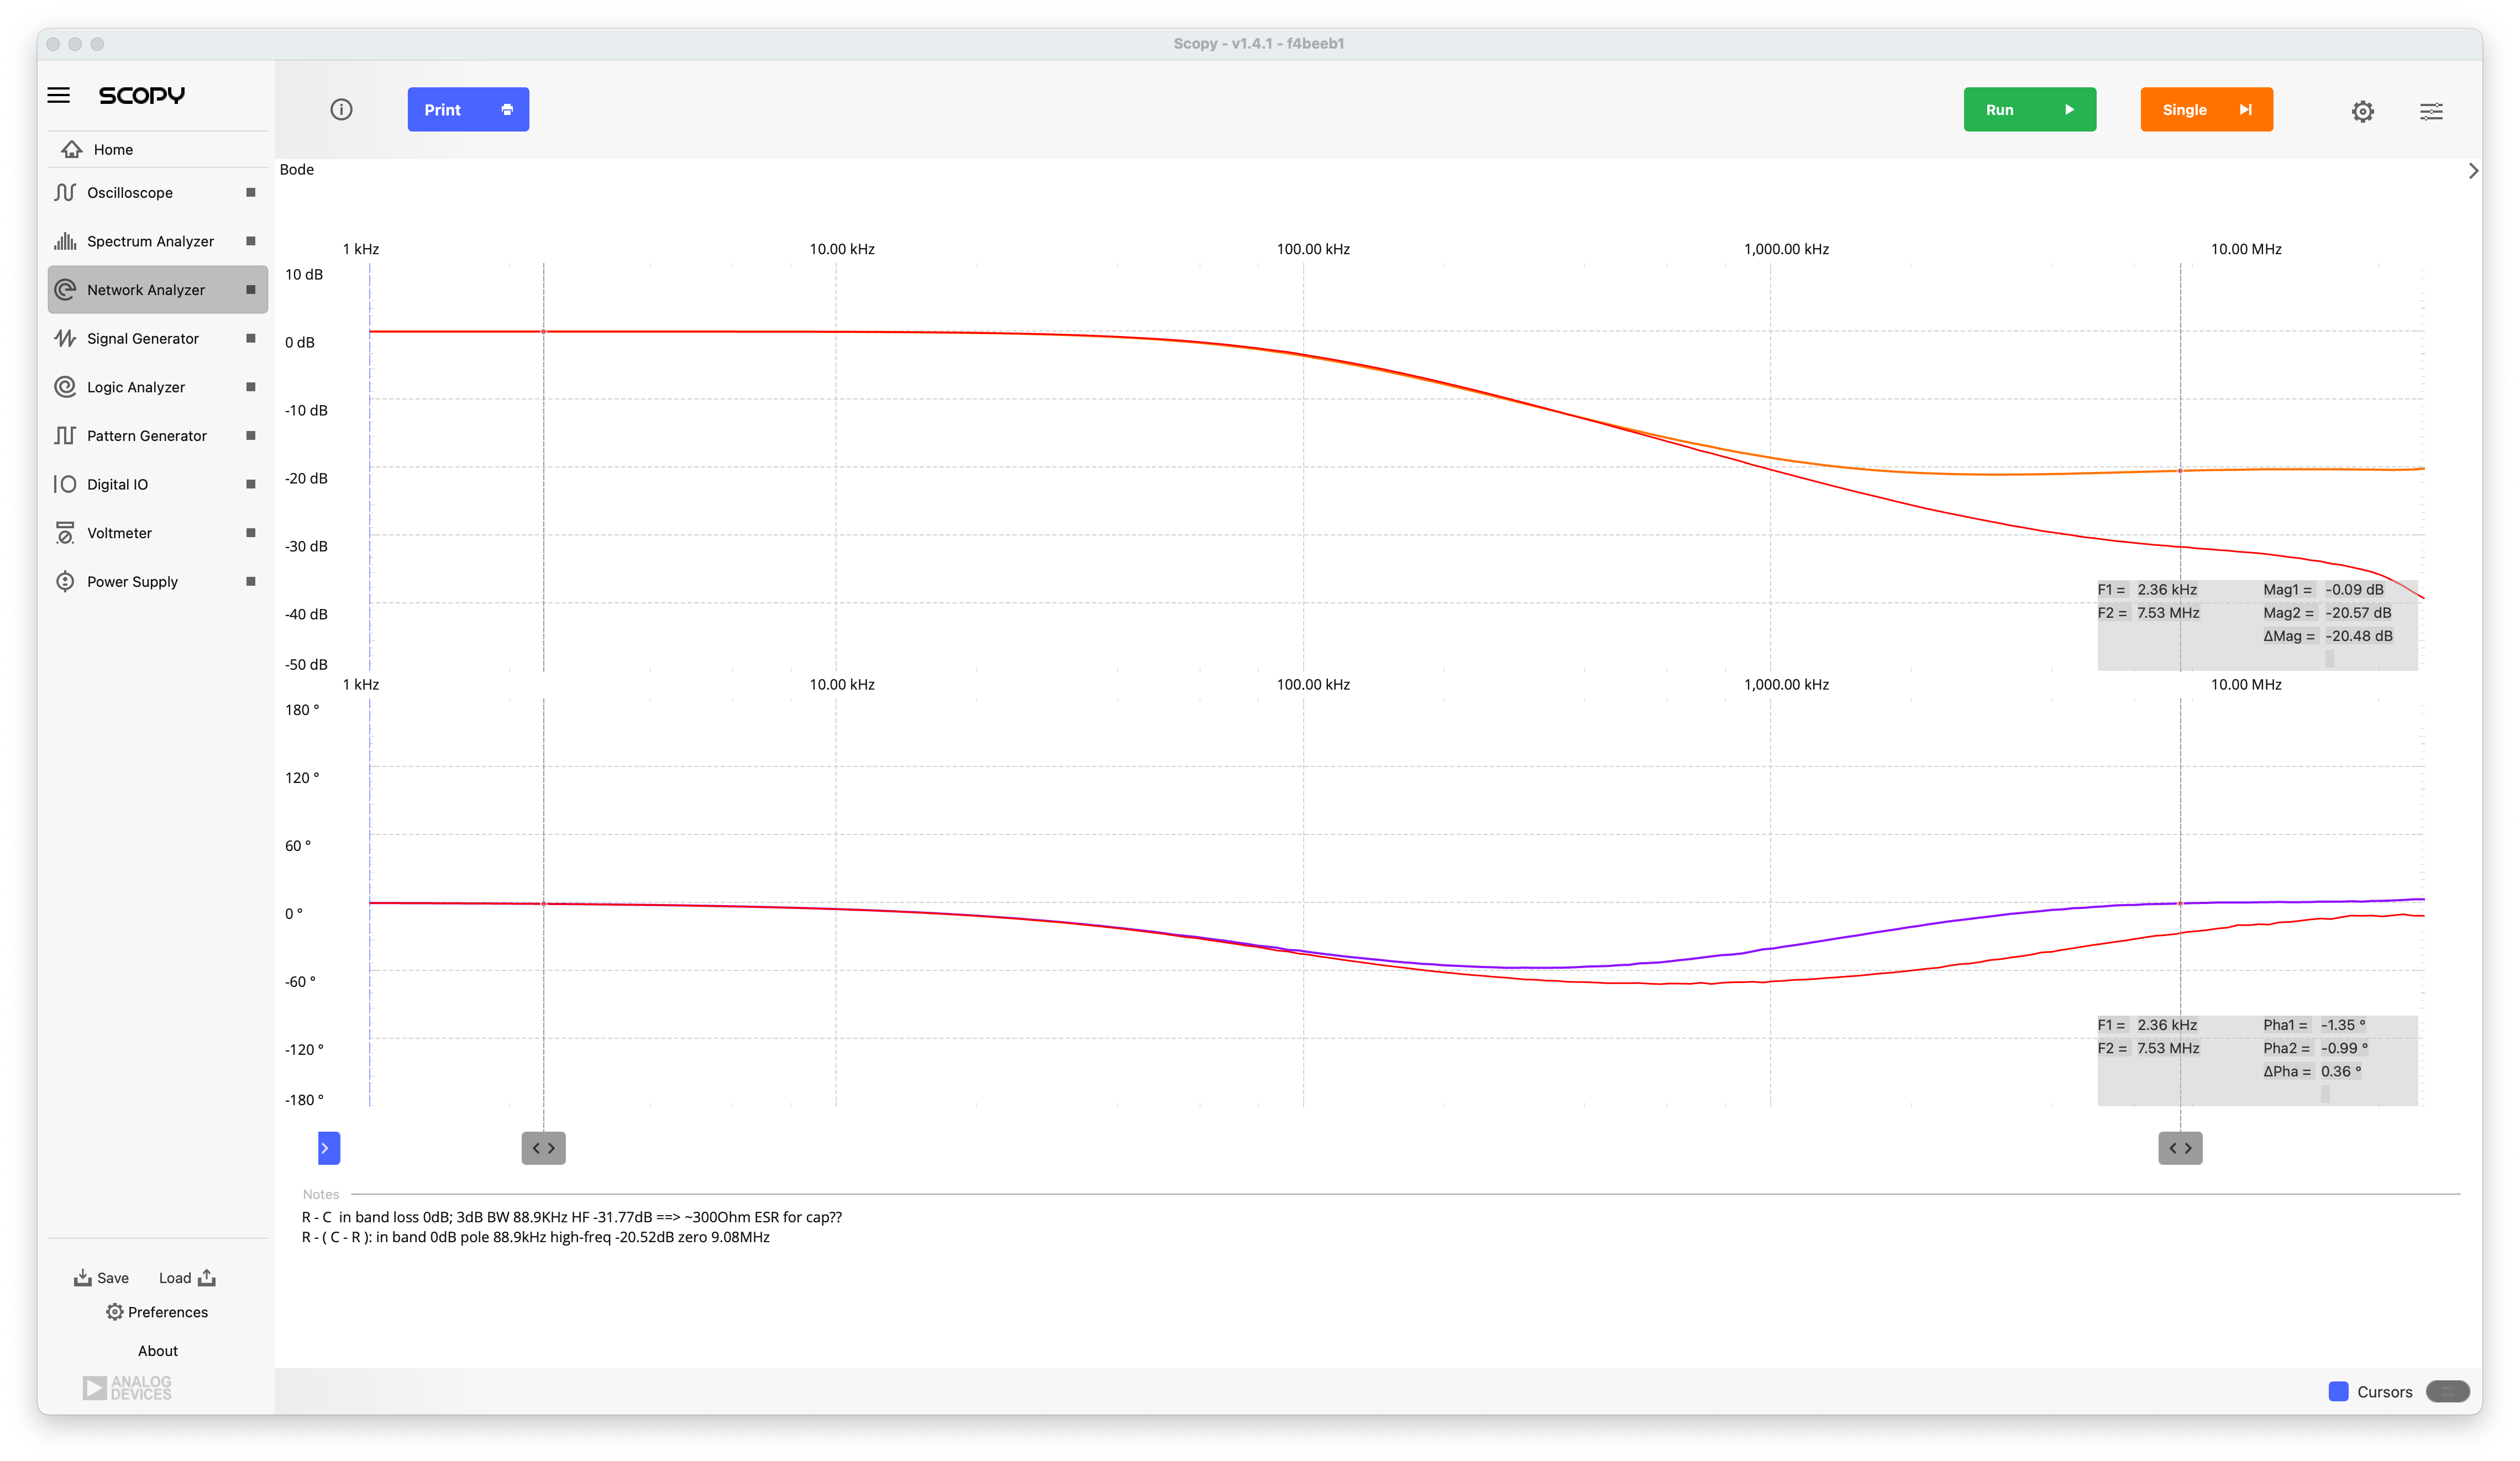 Scopy - v1.4.1 - f4beeb1
SCOPY
Print
Run
Single
Home
Oscilloscope
Spectrum Analyzer
Network Analyzer
Signal Generator
Logic Analyzer
Pattern Generator
Digital IO
Voltmeter
Power Supply
Bode
1 kHz 10.00 kHz 100.00 kHz 1,000.00 kHz 10.00 MHz
10 dB
0 dB
-10 dB
-20 dB
-30 dB
-40 dB
-50 dB
F1 = 2.36 kHz Mag1 = -0.09 dB
F2 = 7.53 MHz Mag2 = -20.57 dB
ΔMag = -20.48 dB
1 kHz 10.00 kHz 100.00 kHz 1,000.00 kHz 10.00 MHz
180 °
120 °
60 °
0 °
-60 °
-120 °
-180 °
F1 = 2.36 kHz Pha1 = -1.35 °
F2 = 7.53 MHz Pha2 = -0.99 °
ΔPha = 0.36 °
Notes
R - C  in band loss 0dB; 3dB BW 88.9KHz HF -31.77dB ==> ~300Ohm ESR for cap??
R - ( C - R ): in band 0dB pole 88.9kHz high-freq -20.52dB zero 9.08MHz
Save Load
Preferences
About
ANALOG
DEVICES
Cursors